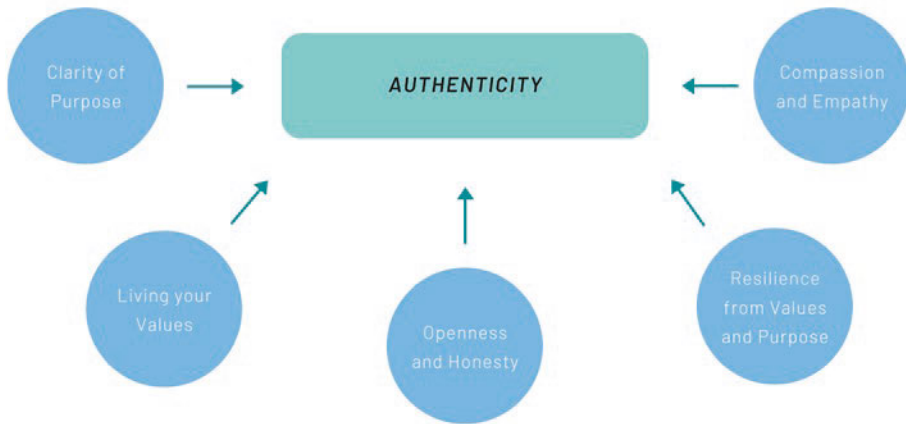 Clarity of
Purpose
AUTHENTICITY
Compassion
and Empathy
Living your
Values
Openness
and Honesty
Resilience
from Values
and Purpose